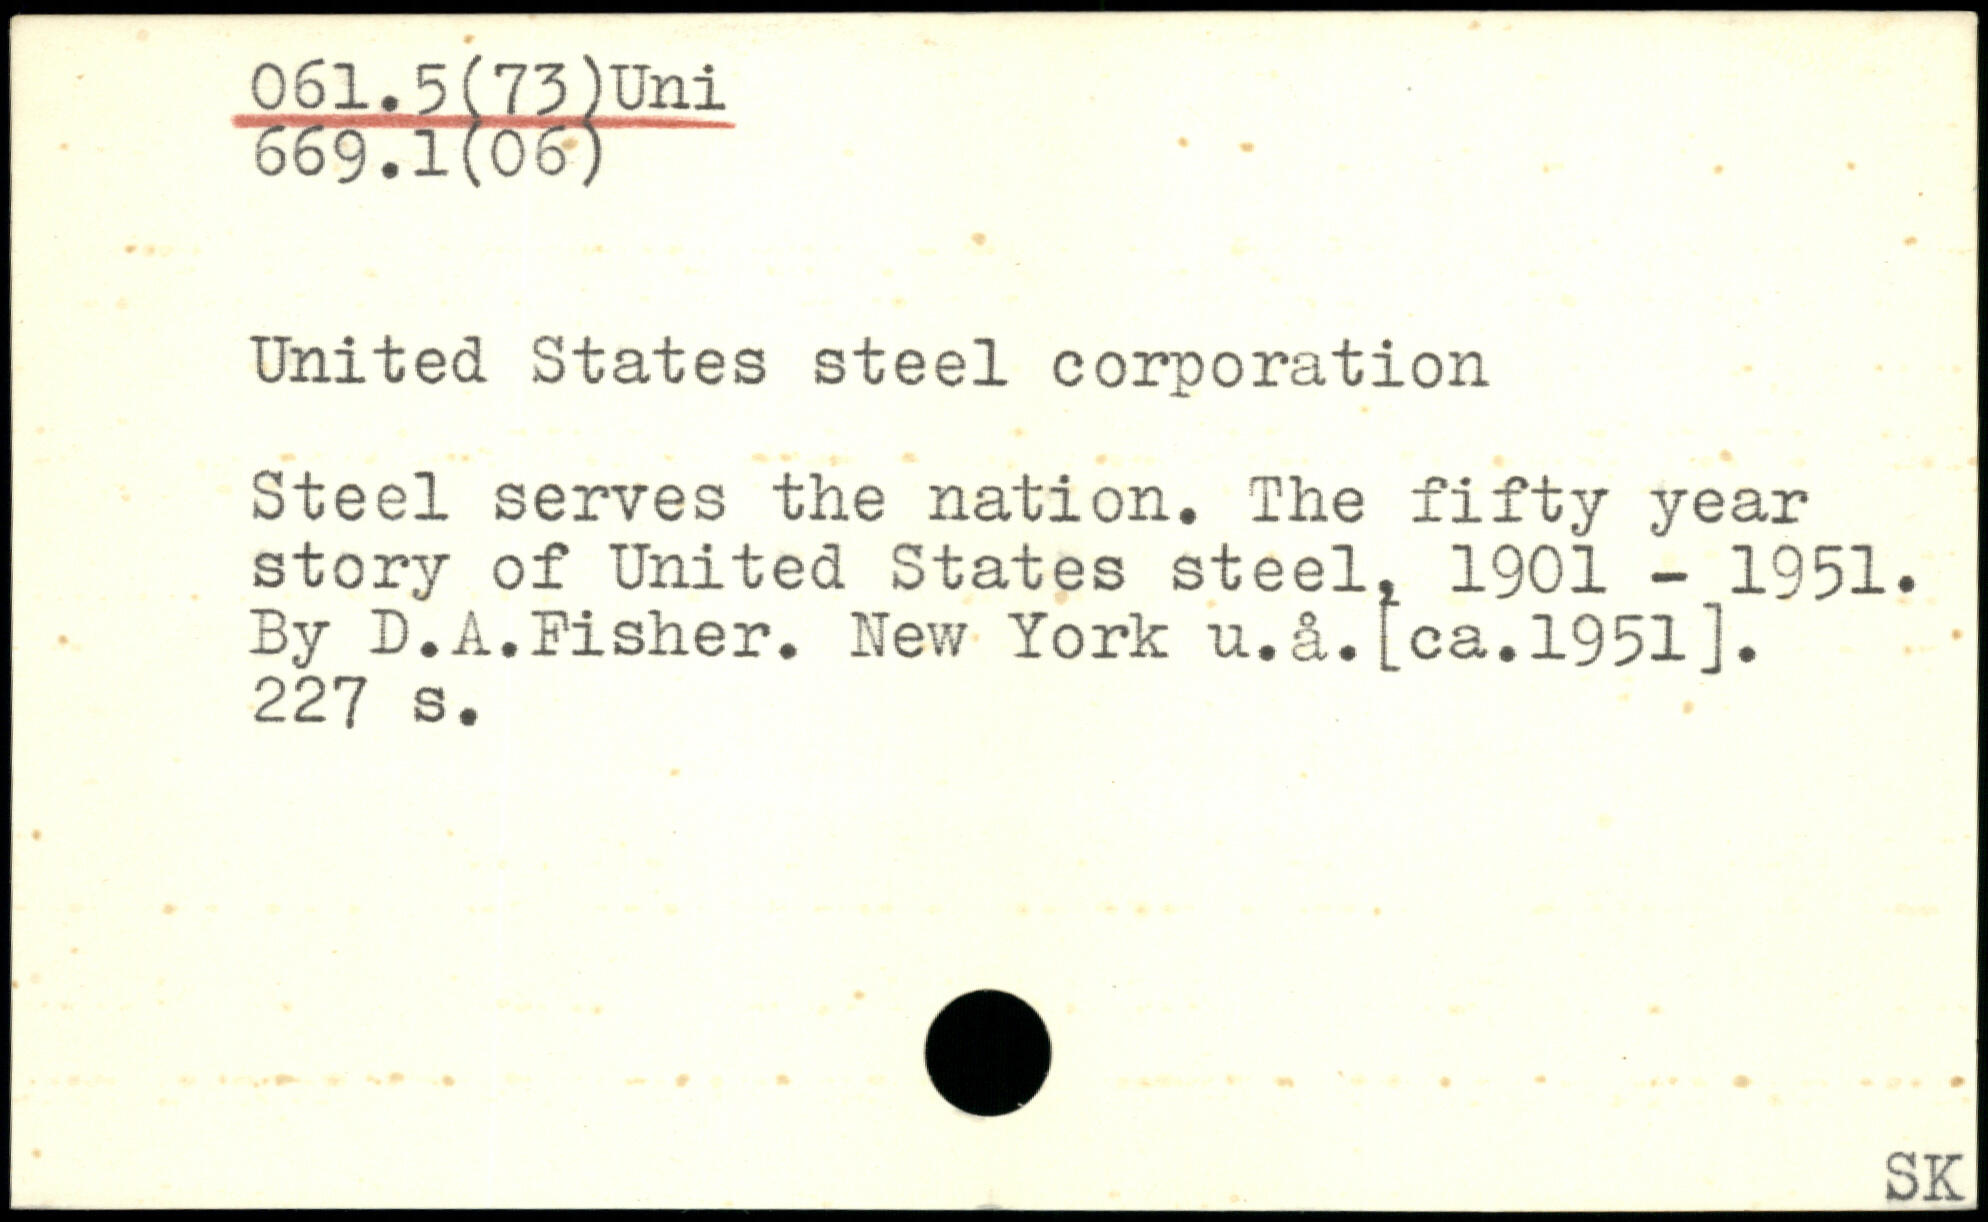 061.5(73)Uni
669.1(06)
United States steel corporation
Steel serves the nation. The fifty year
story of United States steel, 1901 - 1951.
By D.A.Fisher. New York u.å.[ca.1951].
227 s.
SK